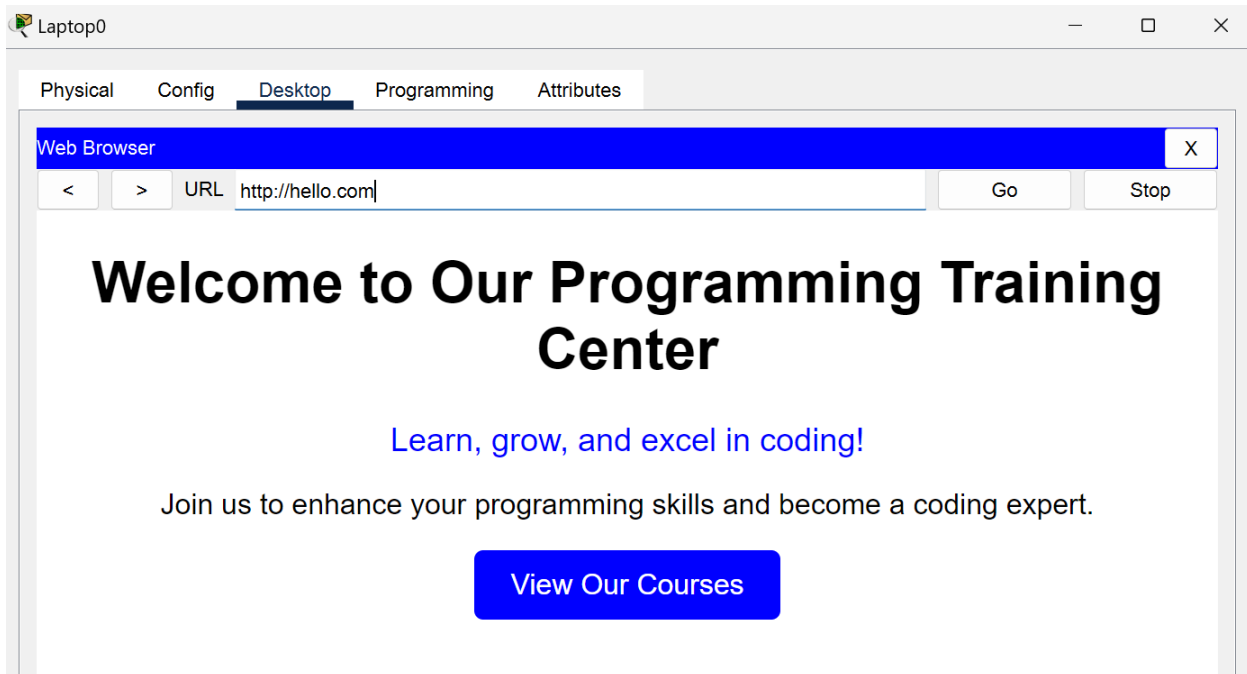 Laptop0
Physical Config Desktop Programming Attributes
Web Browser X
< > URL http://hello.com Go Stop
Welcome to Our Programming Training
Center
Learn, grow, and excel in coding!
Join us to enhance your programming skills and become a coding expert.
View Our Courses